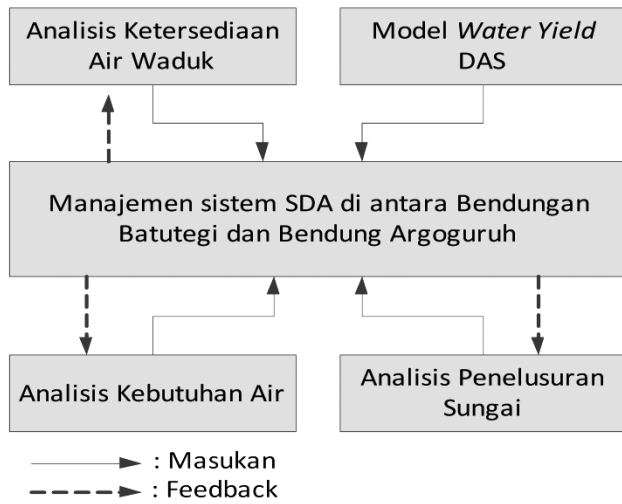 Analisis Ketersediaan
Air Waduk
Model Water Yield
DAS
Manajemen sistem SDA di antara Bendungan
Batutegi dan Bendung Argoguruh
Analisis Kebutuhan Air
Analisis Penelusuran
Sungai
: Masukan
: Feedback